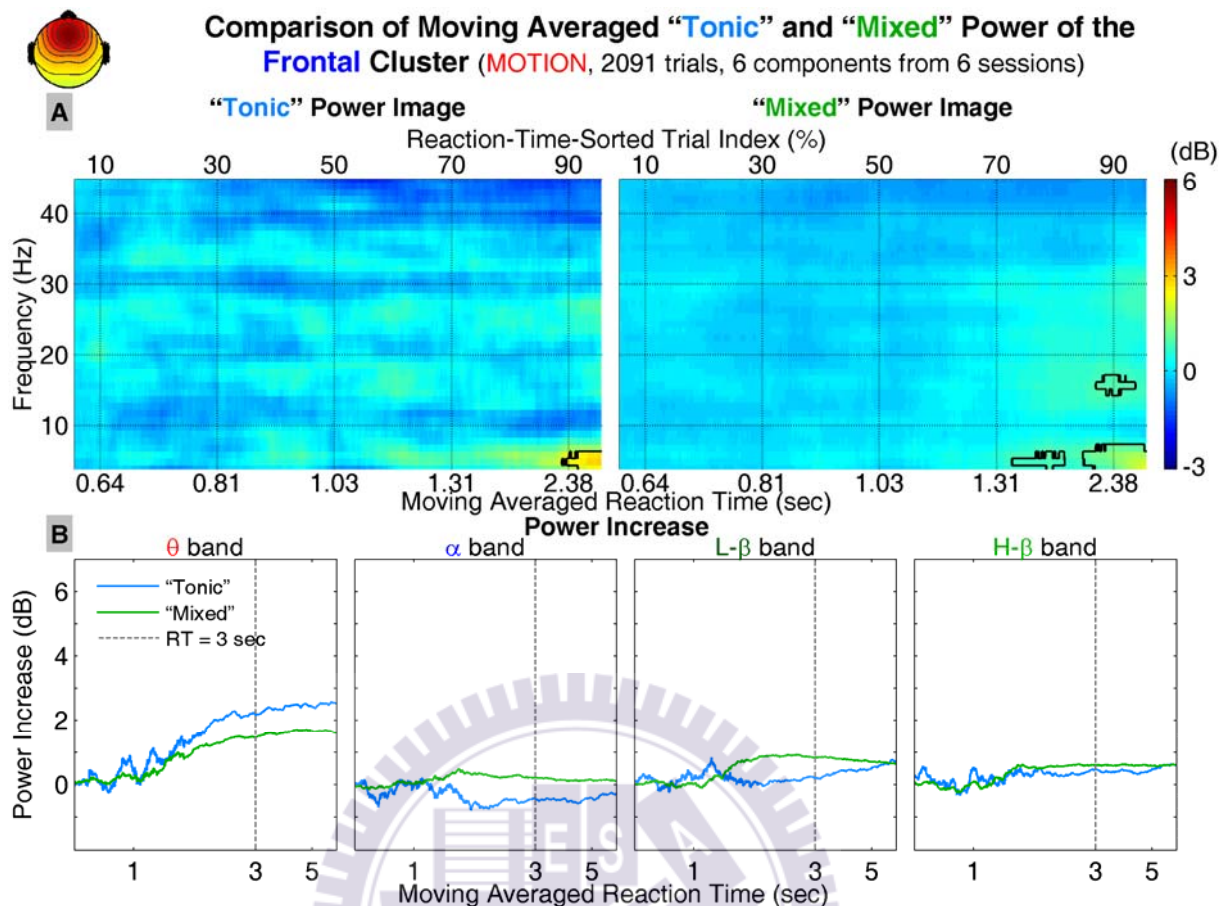 Comparison of Moving Averaged “Tonic” and “Mixed” Power of the
Frontal Cluster (MOTION, 2091 trials, 6 components from 6 sessions)
A
“Tonic” Power Image
“Mixed” Power Image
Reaction-Time-Sorted Trial Index (%)
(dB)
10 30 50 70 90
10 30 50 70 90
6
3
0
-3
Frequency (Hz)
40
30
20
10
0.64 0.81 1.03 1.31 2.38
0.64 0.81 1.03 1.31 2.38
Moving Averaged Reaction Time (sec)
B
Power Increase
θ band
α band
L-β band
H-β band
“Tonic”
“Mixed”
RT = 3 sec
Power Increase (dB)
6
4
2
0
1 3 5
1 3 5
1 3 5
1 3 5
Moving Averaged Reaction Time (sec)
E S A